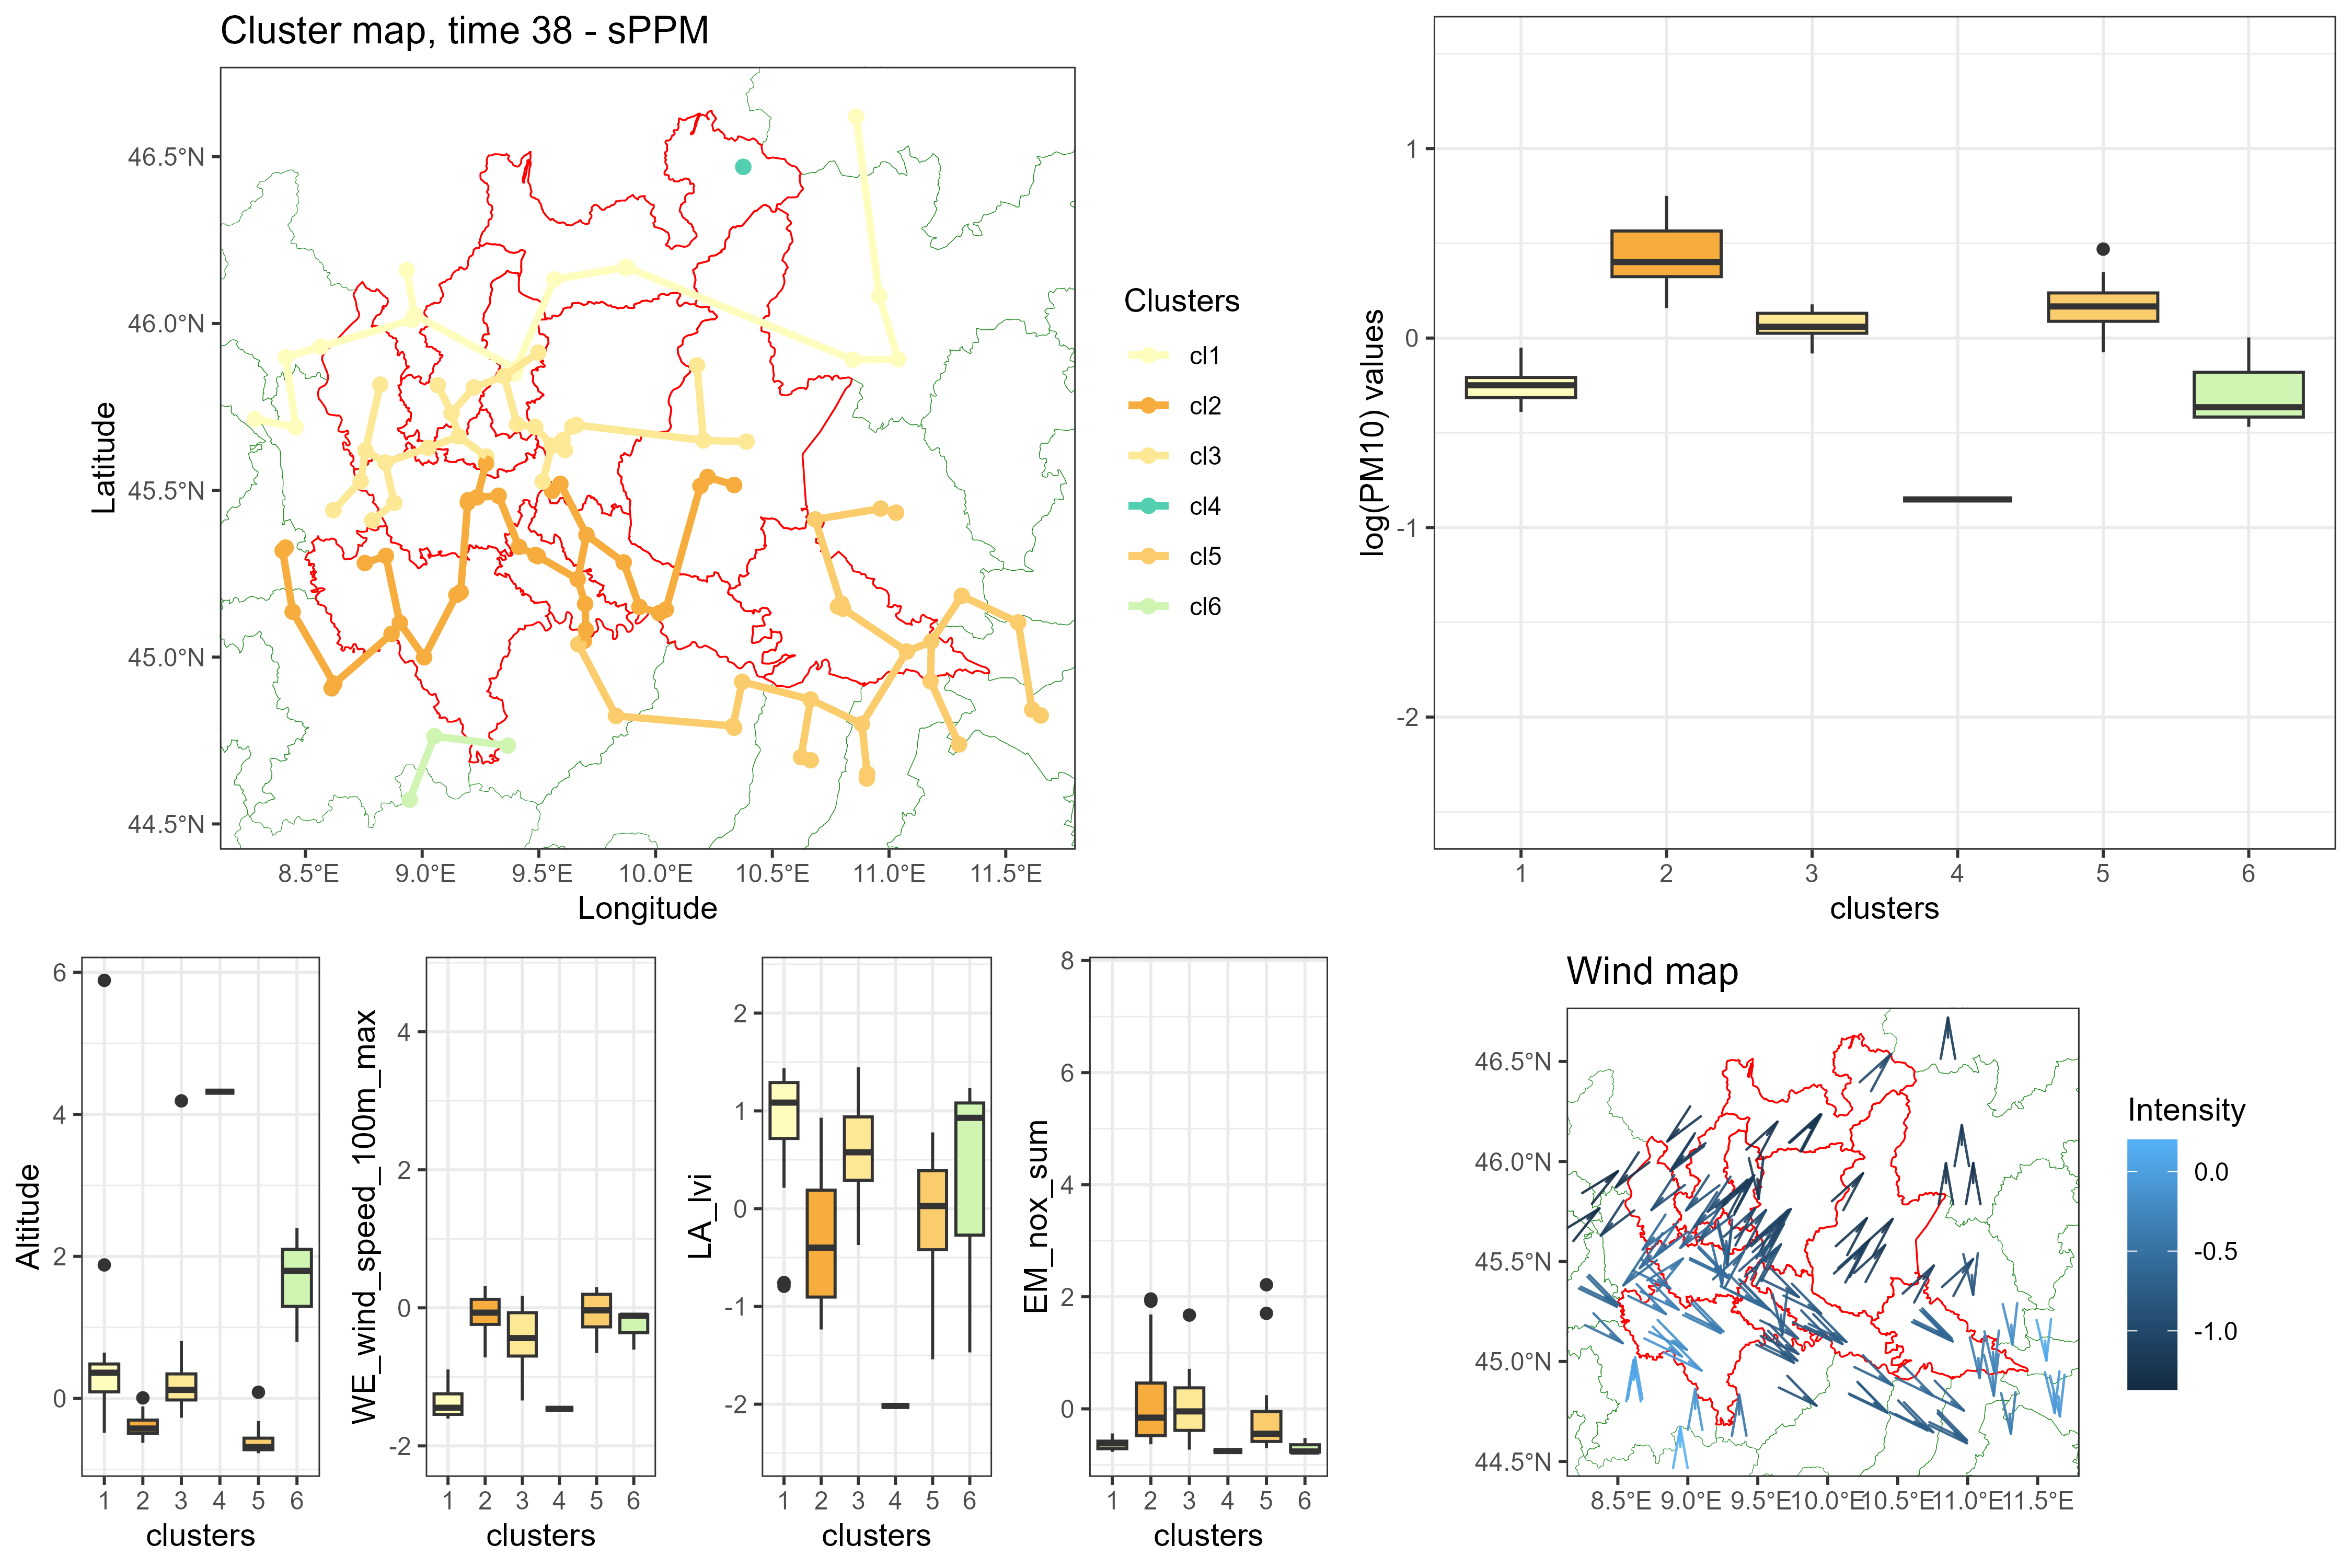 Cluster map, time 38 - sPPM
46.5°N
46.0°N
45.5°N
45.0°N
44.5°N
Latitude
8.5°E 9.0°E 9.5°E 10.0°E 10.5°E 11.0°E 11.5°E
Longitude
Clusters
cl1
cl2
cl3
cl4
cl5
cl6
log(PM10) values
1
0
-1
-2
1 2 3 4 5 6
clusters
Altitude
6
4
2
0
1 2 3 4 5 6
clusters
WE_wind_speed_100m_max
4
2
0
-2
1 2 3 4 5 6
clusters
LA_lvi
2
1
0
-1
-2
1 2 3 4 5 6
clusters
EM_nox_sum
8
6
4
2
0
1 2 3 4 5 6
clusters
Wind map
46.5°N
46.0°N
45.5°N
45.0°N
44.5°N
8.5°E 9.0°E 9.5°E 10.0°E 10.5°E 11.0°E 11.5°E
Intensity
0.0
-0.5
-1.0